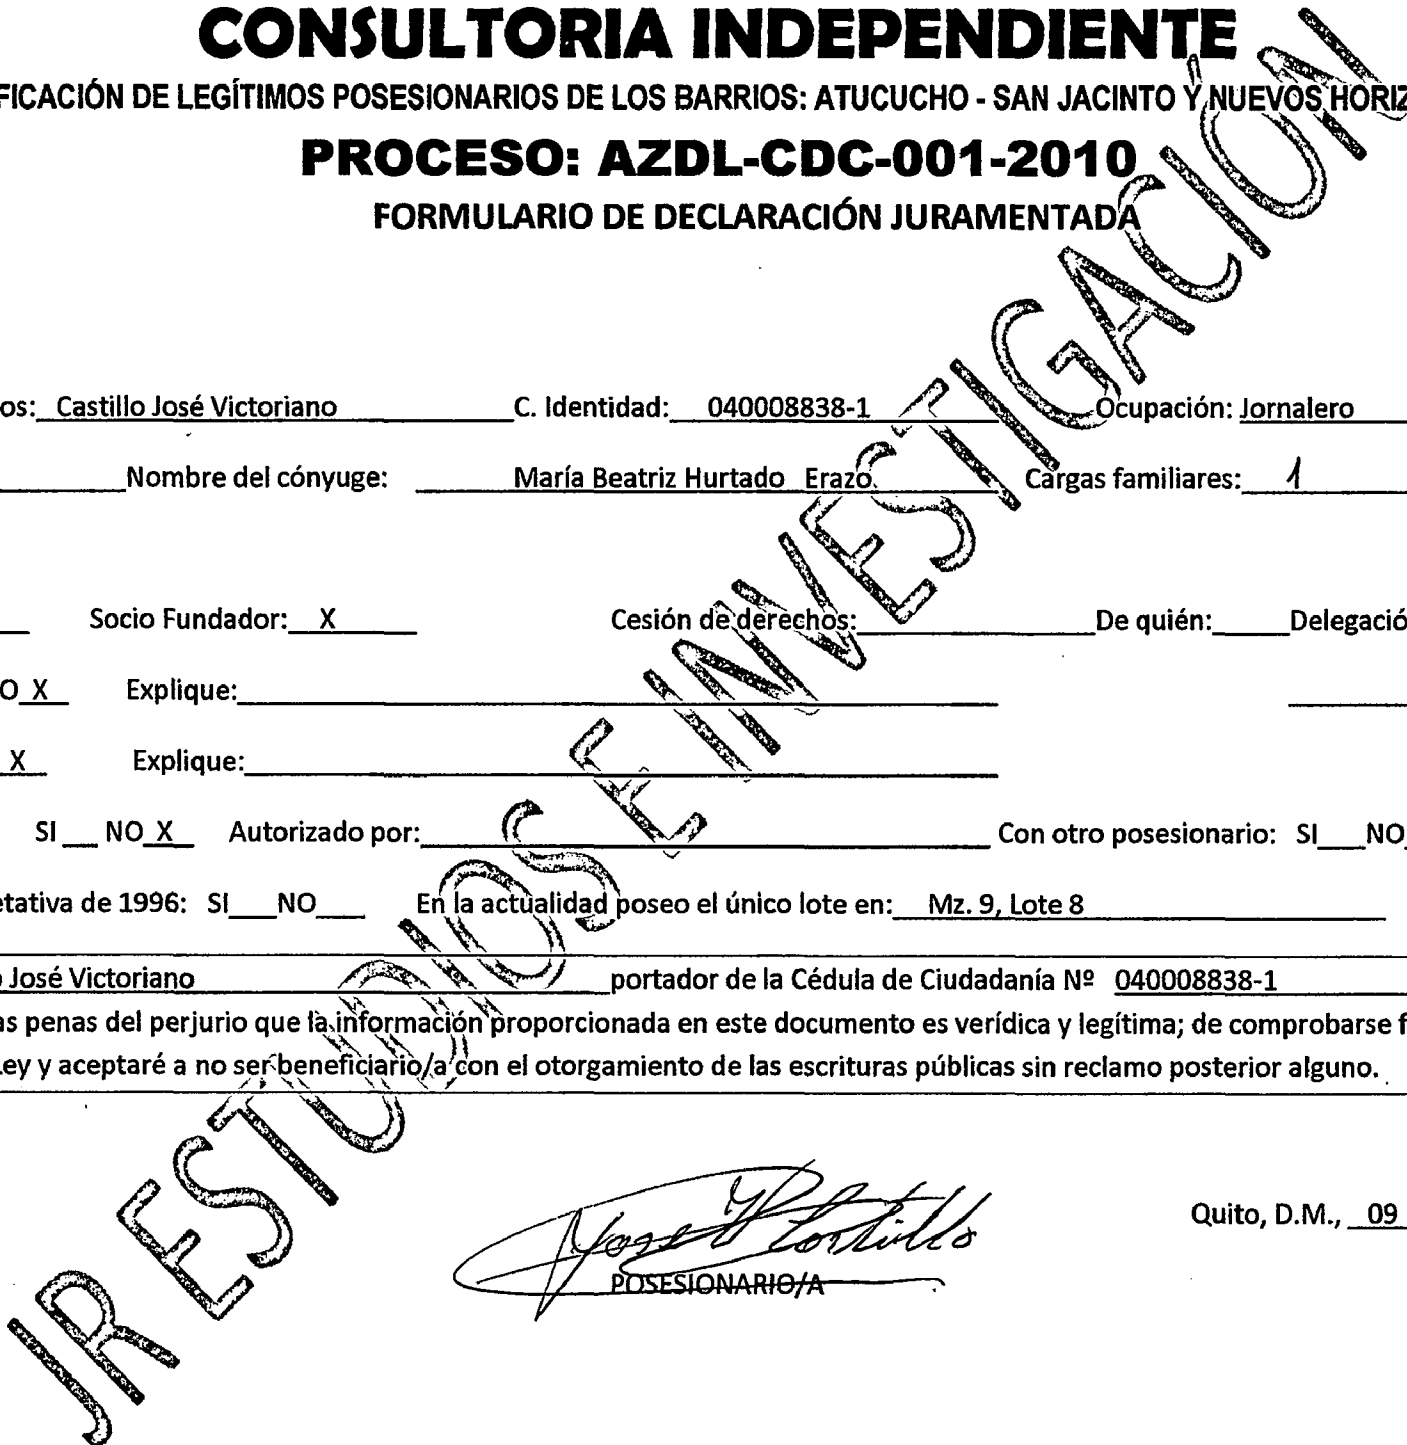 CONSULTORIA INDEPENDIENTE
FICACIÓN DE LEGÍTIMOS POSESIONARIOS DE LOS BARRIOS: ATUCUCHO - SAN JACINTO Y NUEVOS HORIZ
PROCESO: AZDL-CDC-001-2010
FORMULARIO DE DECLARACIÓN JURAMENTADA
os: Castillo José Victoriano C. Identidad: 040008838-1 Ocupación: Jornalero
Nombre del cónyuge: María Beatriz Hurtado Erazo Cargas familiares: 1
Socio Fundador: X Cesión de derechos: De quién: Delegació
O X Explique:
X Explique:
SI NO X Autorizado por: Con otro posesionario: SI NO
etativa de 1996: SI NO En la actualidad poseo el único lote en: Mz. 9, Lote 8
o José Victoriano portador de la Cédula de Ciudadanía Nº 040008838-1
as penas del perjurio que la información proporcionada en este documento es verídica y legítima; de comprobarse f
Ley y aceptaré a no ser beneficiario/a con el otorgamiento de las escrituras públicas sin reclamo posterior alguno.
Quito, D.M., 09
Jose V Castillo
POSESIONARIO/A
JR ESTUDIOS E INVESTIGACIÓN